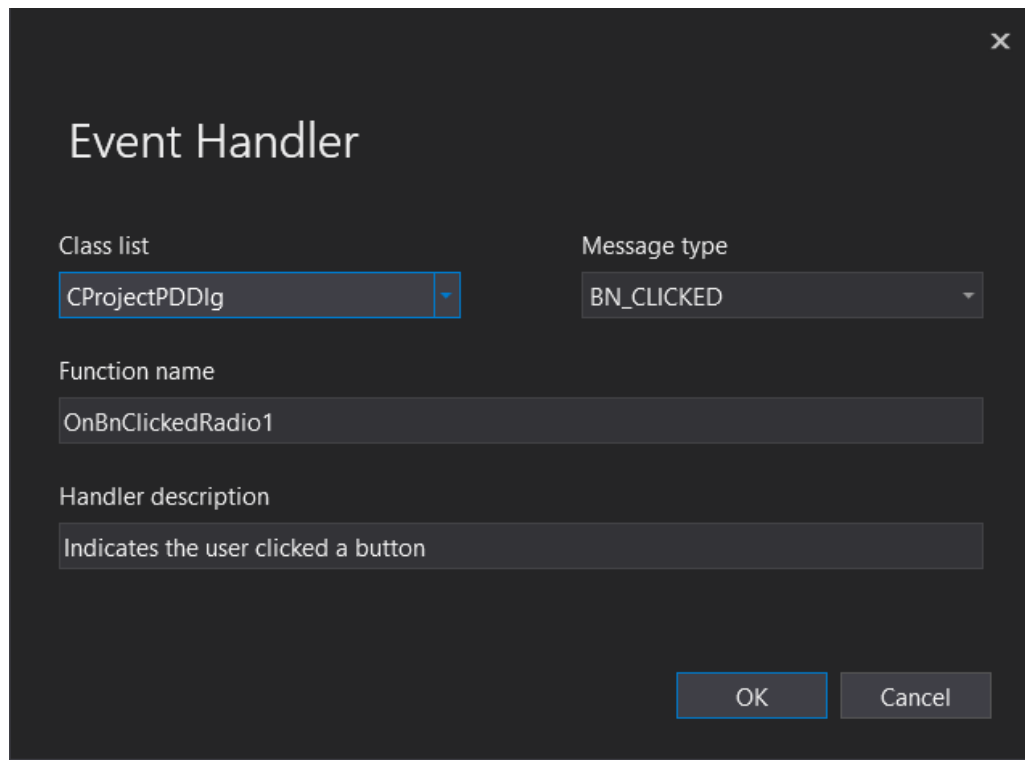 Event Handler
Class list
Message type
CProjectPDDlg
BN_CLICKED
Function name
OnBnClickedRadio1
Handler description
Indicates the user clicked a button
OK
Cancel